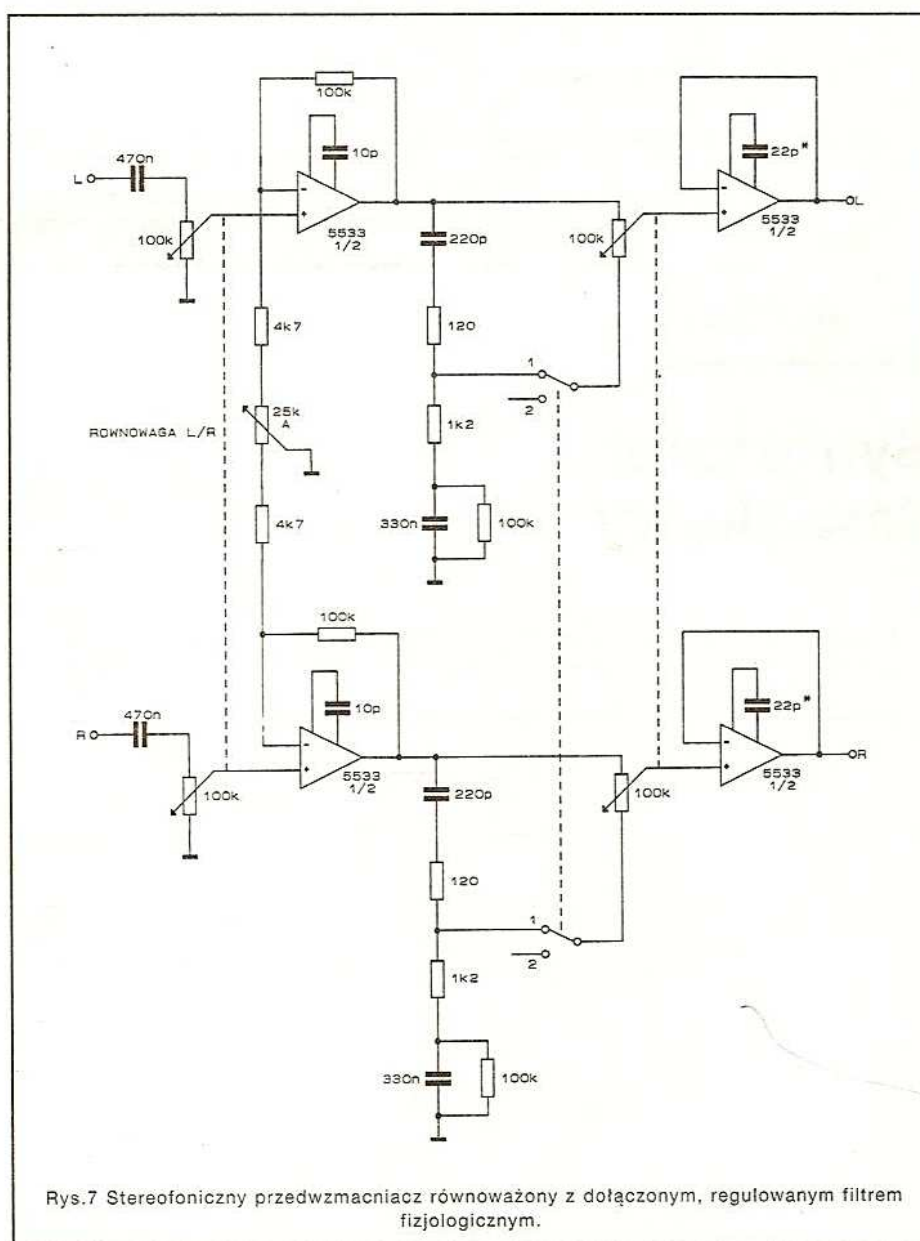 100k
10p
470n
L
100k
5533
1/2
22p*
L
5533
1/2
220p
100k
4k7
120
1
2
25k
A
ROWNOWAGA L/R
1k2
4k7
330n
100k
100k
10p
470n
R
100k
5533
1/2
22p*
R
5533
1/2
220p
100k
120
1
2
1k2
330n
100k
Rys.7 Stereofoniczny przedwzmacniacz równoważony z dołączonym, regulowanym filtrem
fizjologicznym.